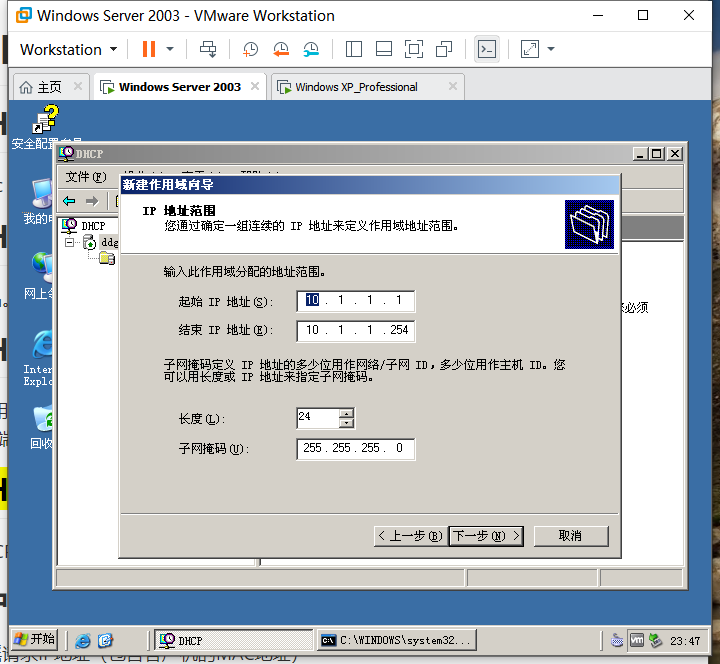 Windows Server 2003 - VMware Workstation
Workstation
主页
Windows Server 2003
Windows XP_Professional
安全配置向导
DHCP
文件(F)
我的电
DHCP
ddg
新建作用域向导
IP 地址范围
您通过确定一组连续的 IP 地址来定义作用域地址范围。
输入此作用域分配的地址范围。
起始 IP 地址(S):
10 . 1 . 1 . 1
结束 IP 地址(E):
10 . 1 . 1 .254
子网掩码定义 IP 地址的多少位用作网络/子网 ID，多少位用作主机 ID。您
可以用长度或 IP 地址来指定子网掩码。
长度(L):
24
子网掩码(U):
255 .255 .255 . 0
< 上一步(B)
下一步(N) >
取消
必须
网上
Inter
Explo
回收
开始
DHCP
C:\WINDOWS\system32...
23:47